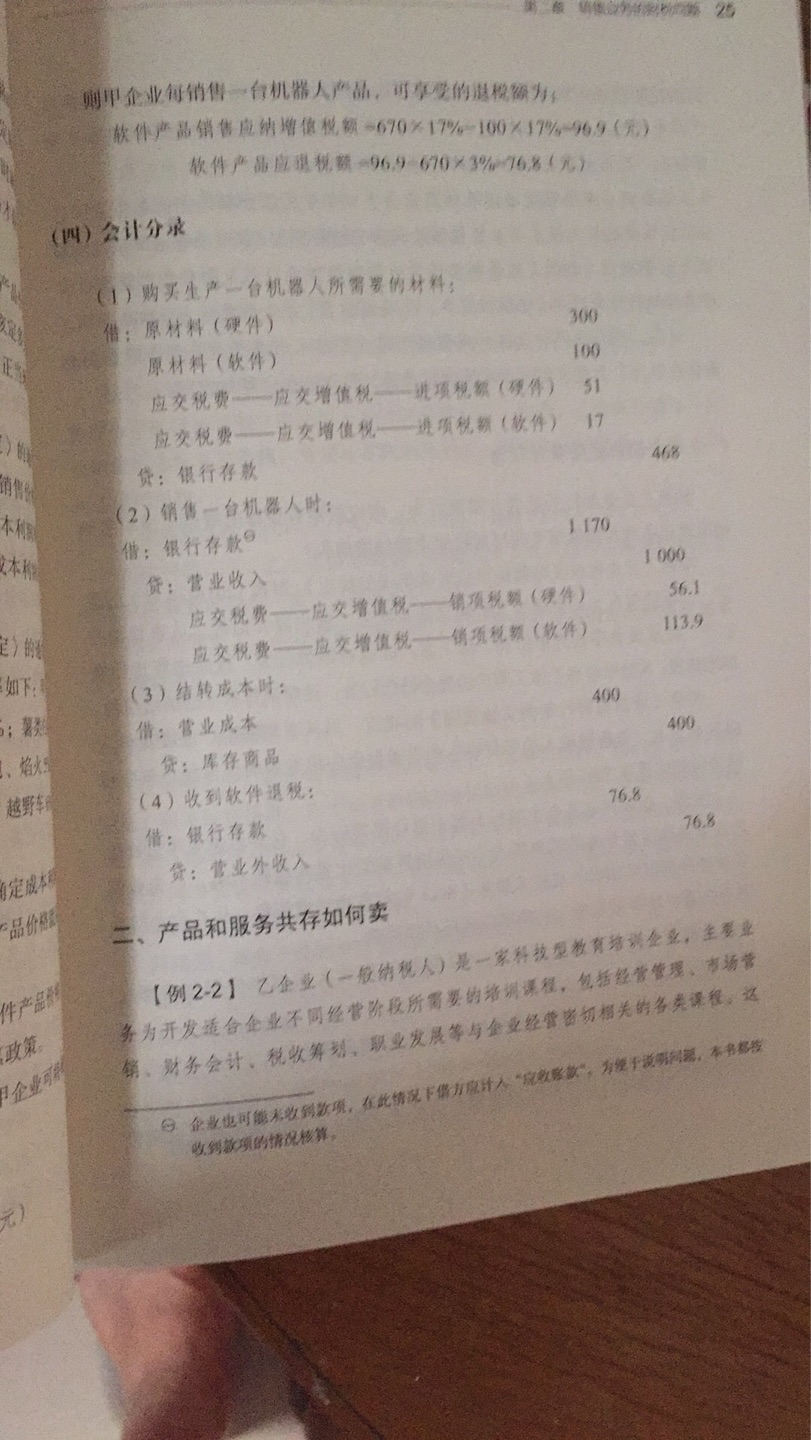 25
则甲企业每销售一台机器人产品，可享受的退税额为：
软件产品销售应纳增值税额=670×17%-100×17%=96.9（元）
软件产品应退税额=96.9-670×3%=76.8（元）
（四）会计分录
（1）购买生产一台机器人所需要的材料：
借：原材料（硬件） 300
原材料（软件） 100
应交税费——应交增值税——进项税额（硬件） 51
应交税费——应交增值税——进项税额（软件） 17
贷：银行存款 468
（2）销售一台机器人时：
借：银行存款㊀ 1 170
贷：营业收入 1 000
应交税费——应交增值税——销项税额（硬件） 56.1
应交税费——应交增值税——销项税额（软件） 113.9
（3）结转成本时：
借：营业成本 400
贷：库存商品 400
（4）收到软件退税：
借：银行存款 76.8
贷：营业外收入 76.8
二、产品和服务共存如何卖
【例2-2】 乙企业（一般纳税人）是一家科技型教育培训企业，主要业
务为开发适合企业不同经营阶段所需要的培训课程，包括经营管理、市场营
销、财务会计、税收筹划、职业发展等与企业经营密切相关的各类课程。这
㊀ 企业也可能未收到款项，在此情况下借方应计入“应收账款”，为便于说明问题，本书都按
收到款项的情况核算。